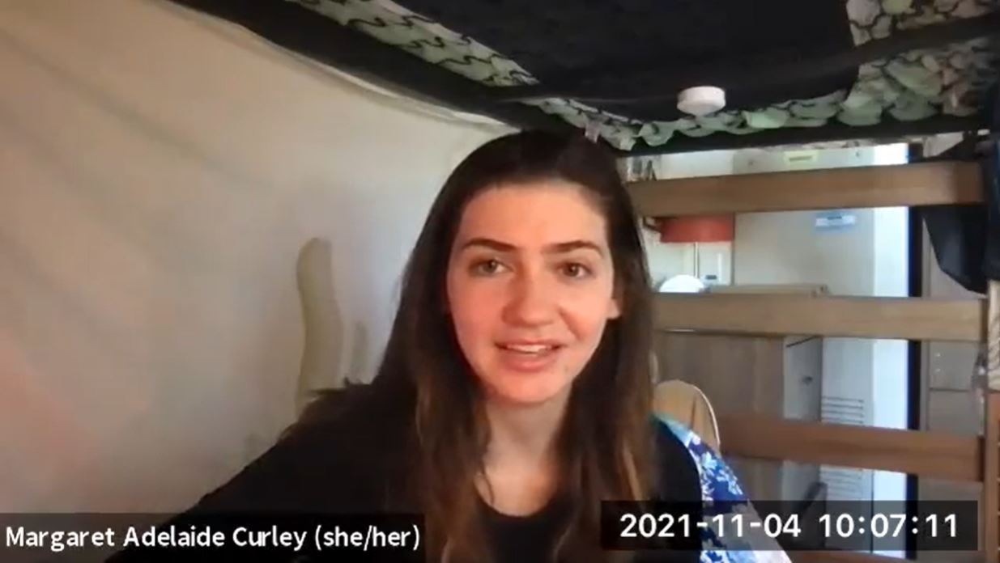 Margaret Adelaide Curley (she/her)
2021-11-04 10:07:11